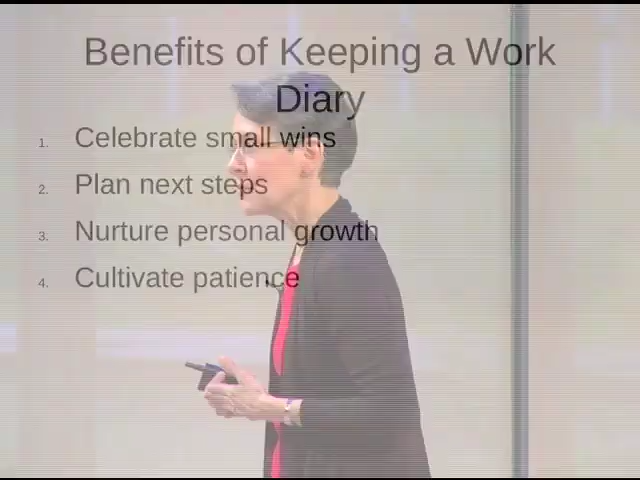 Benefits of Keeping a Work
Diary
1. Celebrate small wins
2. Plan next steps
3. Nurture personal growth
4. Cultivate patience